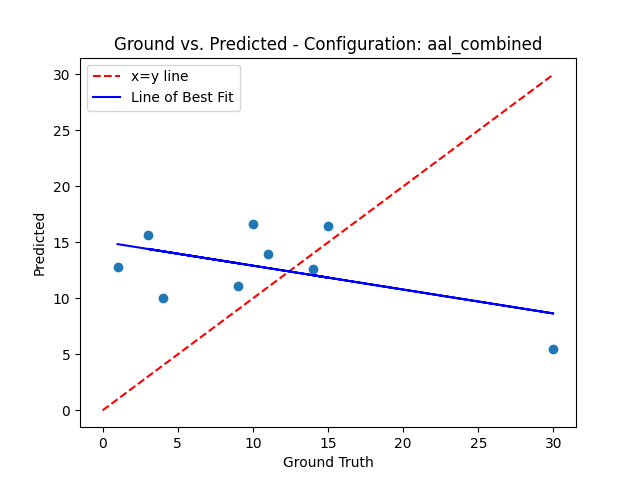 Ground vs. Predicted - Configuration: aal_combined
x=y line
Line of Best Fit
Predicted
30
25
20
15
10
5
0
0 5 10 15 20 25 30
Ground Truth